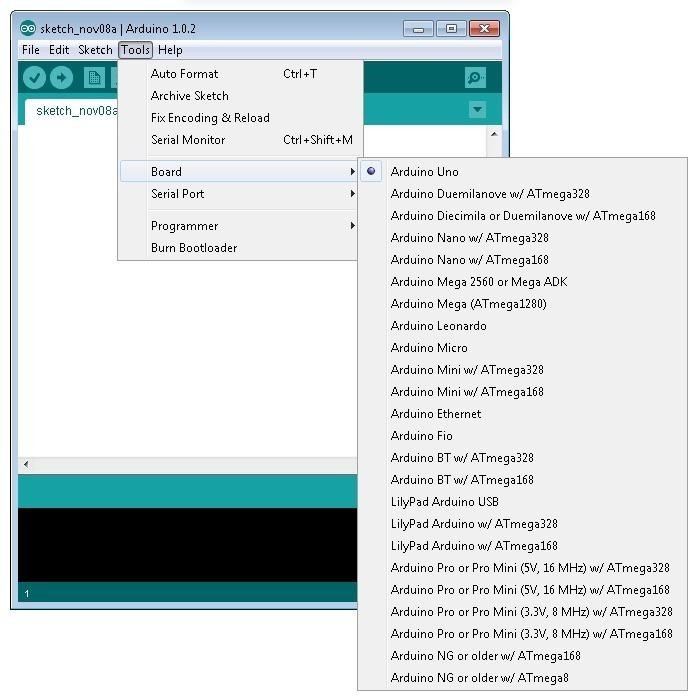 sketch_nov08a | Arduino 1.0.2
File Edit Sketch Tools Help
sketch_nov08a
Auto Format Ctrl+T
Archive Sketch
Fix Encoding & Reload
Serial Monitor Ctrl+Shift+M
Board
Serial Port
Programmer
Burn Bootloader
Arduino Uno
Arduino Duemilanove w/ ATmega328
Arduino Diecimila or Duemilanove w/ ATmega168
Arduino Nano w/ ATmega328
Arduino Nano w/ ATmega168
Arduino Mega 2560 or Mega ADK
Arduino Mega (ATmega1280)
Arduino Leonardo
Arduino Micro
Arduino Mini w/ ATmega328
Arduino Mini w/ ATmega168
Arduino Ethernet
Arduino Fio
Arduino BT w/ ATmega328
Arduino BT w/ ATmega168
LilyPad Arduino USB
LilyPad Arduino w/ ATmega328
LilyPad Arduino w/ ATmega168
Arduino Pro or Pro Mini (5V, 16 MHz) w/ ATmega328
Arduino Pro or Pro Mini (5V, 16 MHz) w/ ATmega168
Arduino Pro or Pro Mini (3.3V, 8 MHz) w/ ATmega328
Arduino Pro or Pro Mini (3.3V, 8 MHz) w/ ATmega168
Arduino NG or older w/ ATmega168
Arduino NG or older w/ ATmega8
1